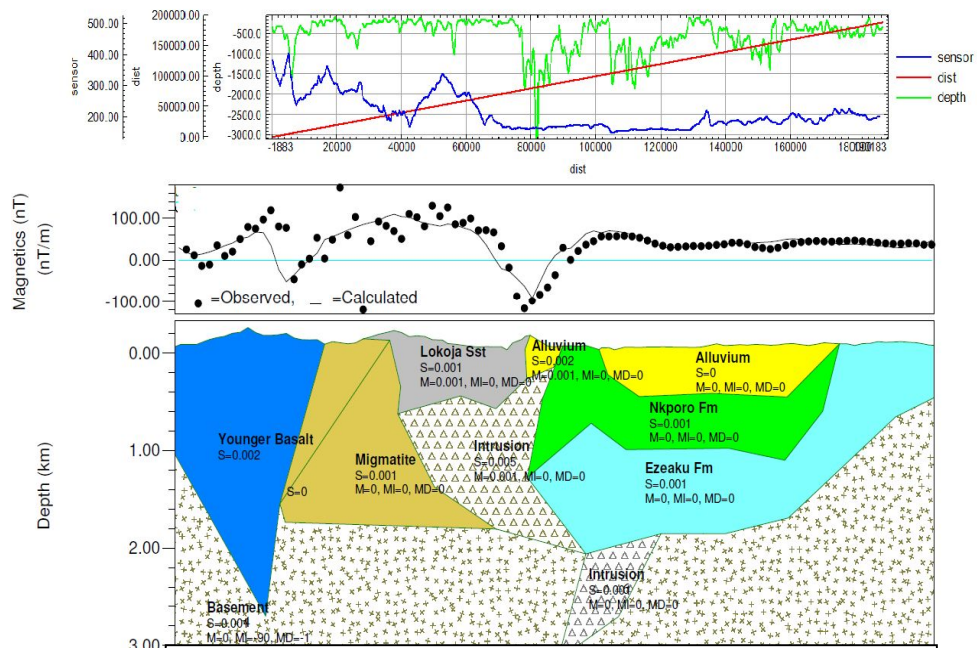 500.00
400.00
300.00
200.00
sensor
200000.00
150000.00
100000.00
50000.00
0.00
dist
-500.0
-1000.0
-1500.0
-2000.0
-2500.0
-3000.0
depth
-1883
20000
40000
60000
80000
100000
120000
140000
160000
dist
sensor
dist
depth
Magnetics (nT)
(nT/m)
100.00
0.00
-100.00
=Observed, _ =Calculated
Depth (km)
0.00
1.00
2.00
3.00
Lokoja Sst
S=0.001
M=0.001, MI=0, MD=0
Alluvium
S=0.002
M=0.001, MI=0, MD=0
Alluvium
S=0
M=0, MI=0, MD=0
Nkporo Fm
S=0.001
M=0, MI=0, MD=0
Younger Basalt
S=0.002
Migmatite
S=0.001
M=0, MI=0, MD=0
S=0
Intrusion
S=0.005
M=0.001, MI=0, MD=0
Ezeaku Fm
S=0.001
M=0, MI=0, MD=0
Intrusion
S=0.001
M=0, MI=0, MD=0
Basement
M=0, MI=-90, MD=-1